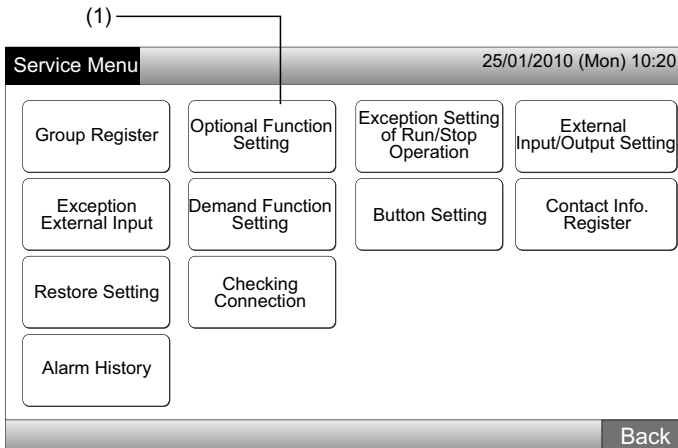 (1)
Service Menu
25/01/2010 (Mon) 10:20
Group Register
Optional Function
Setting
Exception Setting
of Run/Stop
Operation
External
Input/Output Setting
Exception
External Input
Demand Function
Setting
Button Setting
Contact Info.
Register
Restore Setting
Checking
Connection
Alarm History
Back